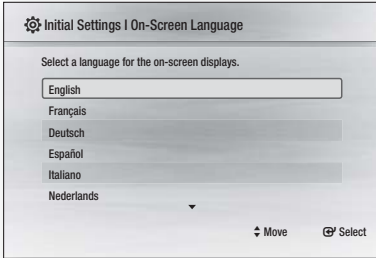 Initial Settings I On-Screen Language
Select a language for the on-screen displays.
English
Français
Deutsch
Español
Italiano
Nederlands
Move Select